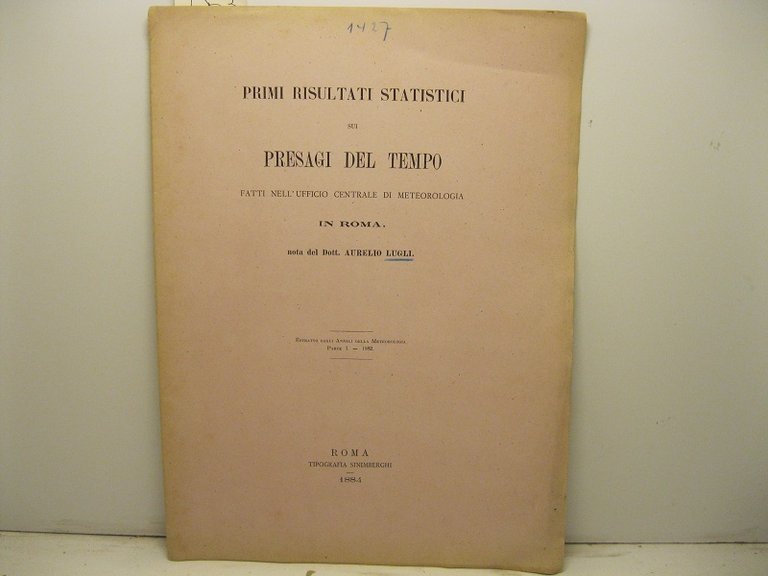 1427
PRIMI RISULTATI STATISTICI
SUI
PRESAGI DEL TEMPO
FATTI NELL'UFFICIO CENTRALE DI METEOROLOGIA
IN ROMA.
nota del Dott. AURELIO LUGLI.
ESTRATTO DAGLI ANNALI DELLA METEOROLOGIA
PARTE I. — 1882.
ROMA
TIPOGRAFIA SINIMBERGHI
1884